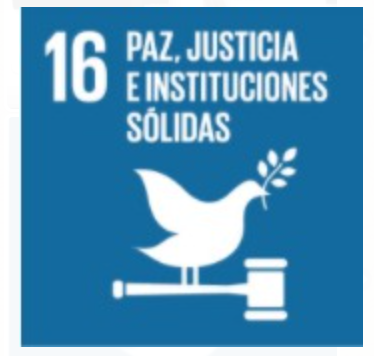 16
PAZ, JUSTICIA
E INSTITUCIONES
SÓLIDAS